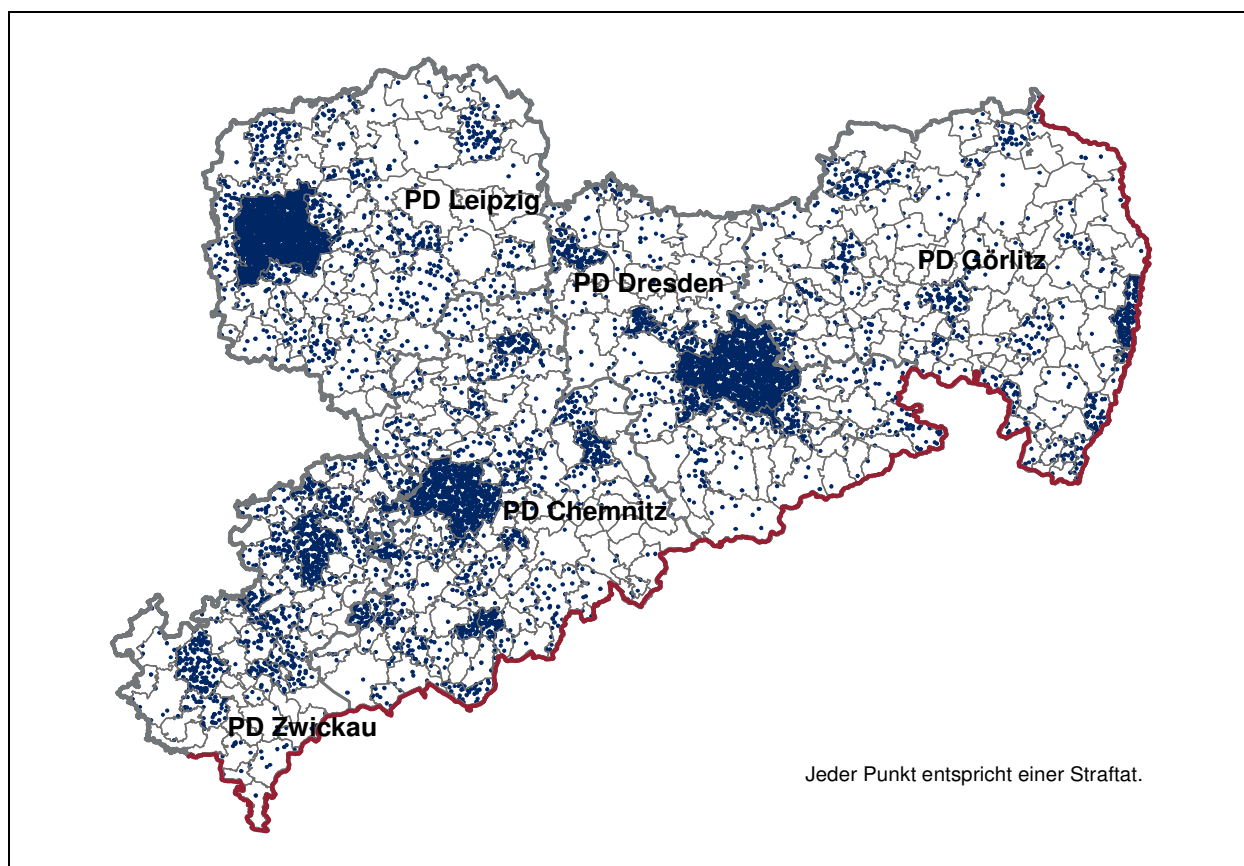 PD Leipzig
PD Görlitz
PD Dresden
PD Chemnitz
PD Zwickau
Jeder Punkt entspricht einer Straftat.